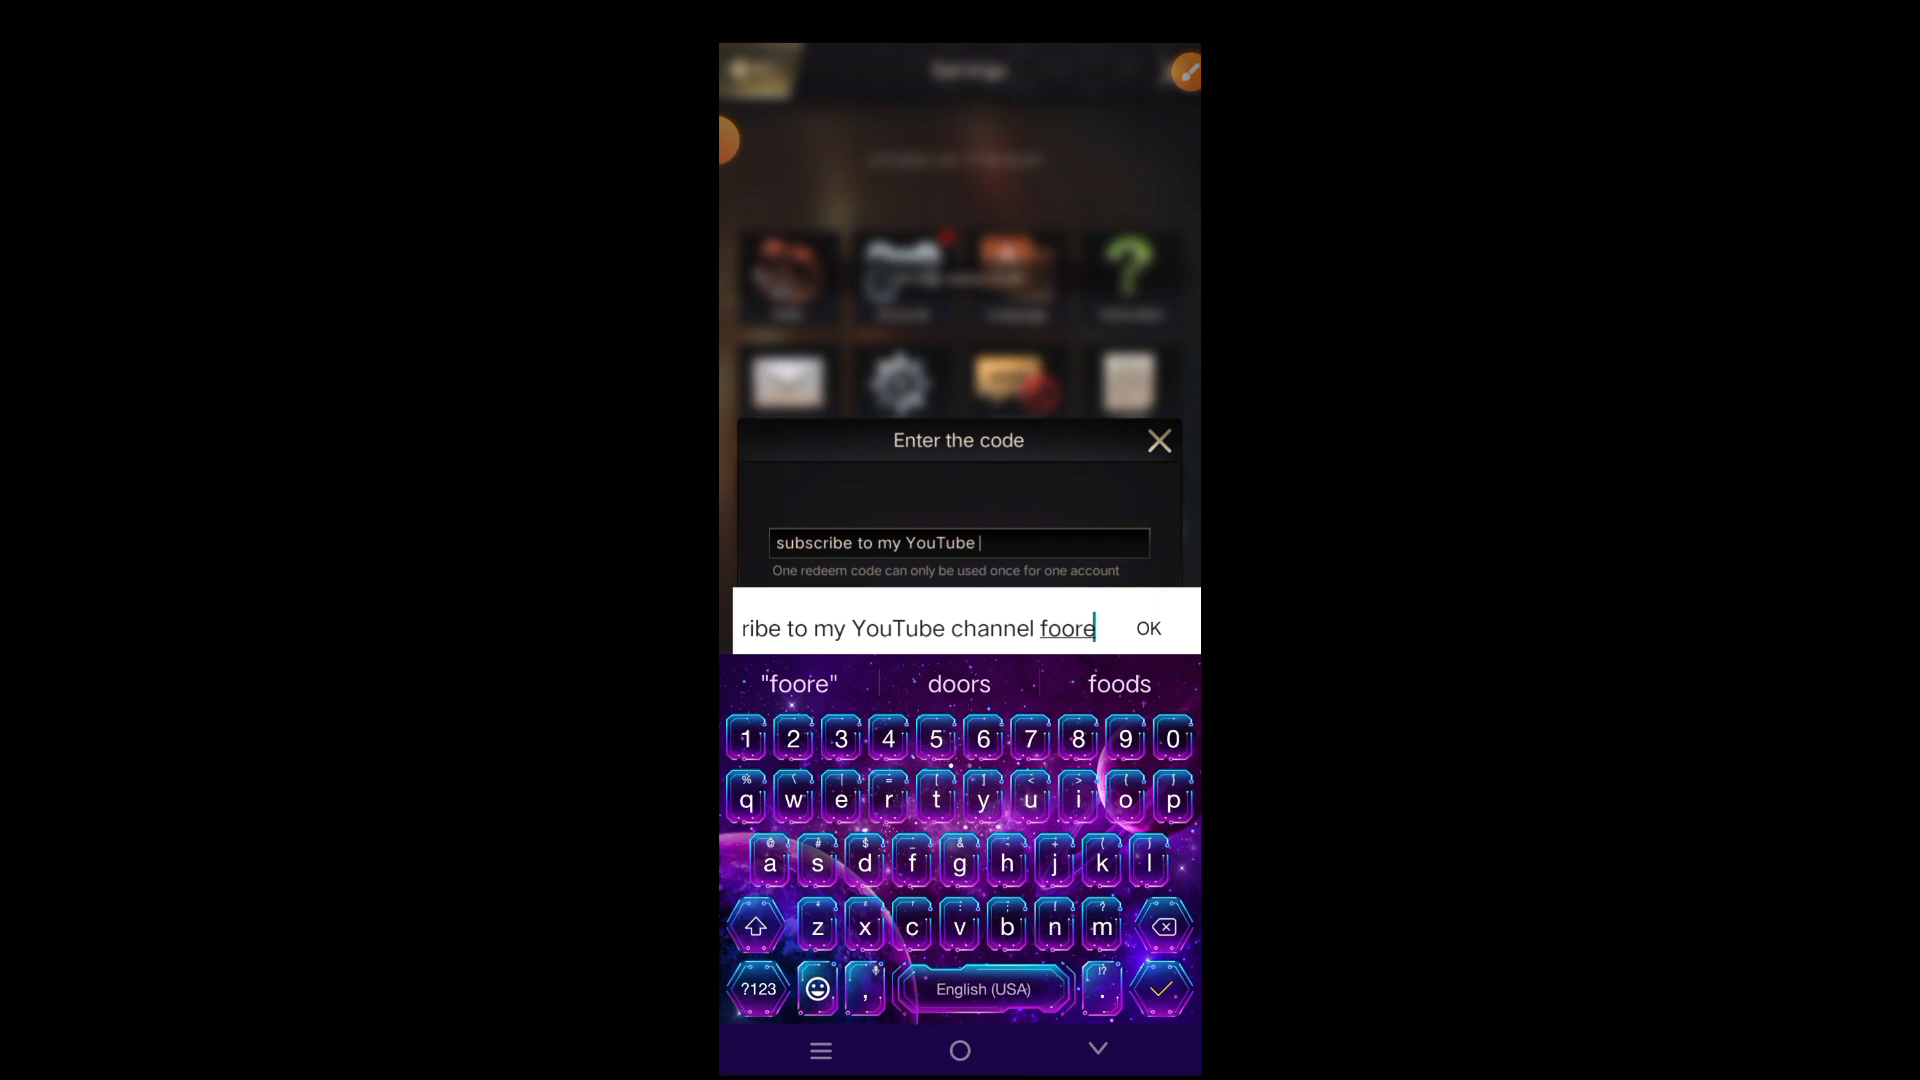 Settings
Enter the code
subscribe to my YouTube
One redeem code can only be used once for one account
ribe to my YouTube channel foore
OK
"foore" doors foods
1 2 3 4 5 6 7 8 9 0
q w e r t y u i o p
a s d f g h j k l
z x c v b n m
?123 , English (USA) .